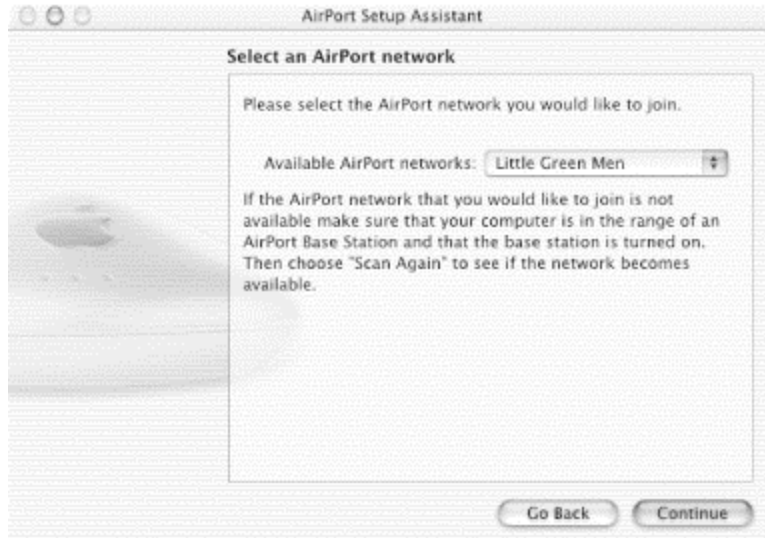 AirPort Setup Assistant
Select an AirPort network
Please select the AirPort network you would like to join.
Available AirPort networks: Little Green Men
If the AirPort network that you would like to join is not
available make sure that your computer is in the range of an
AirPort Base Station and that the base station is turned on.
Then choose "Scan Again" to see if the network becomes
available.
Go Back Continue